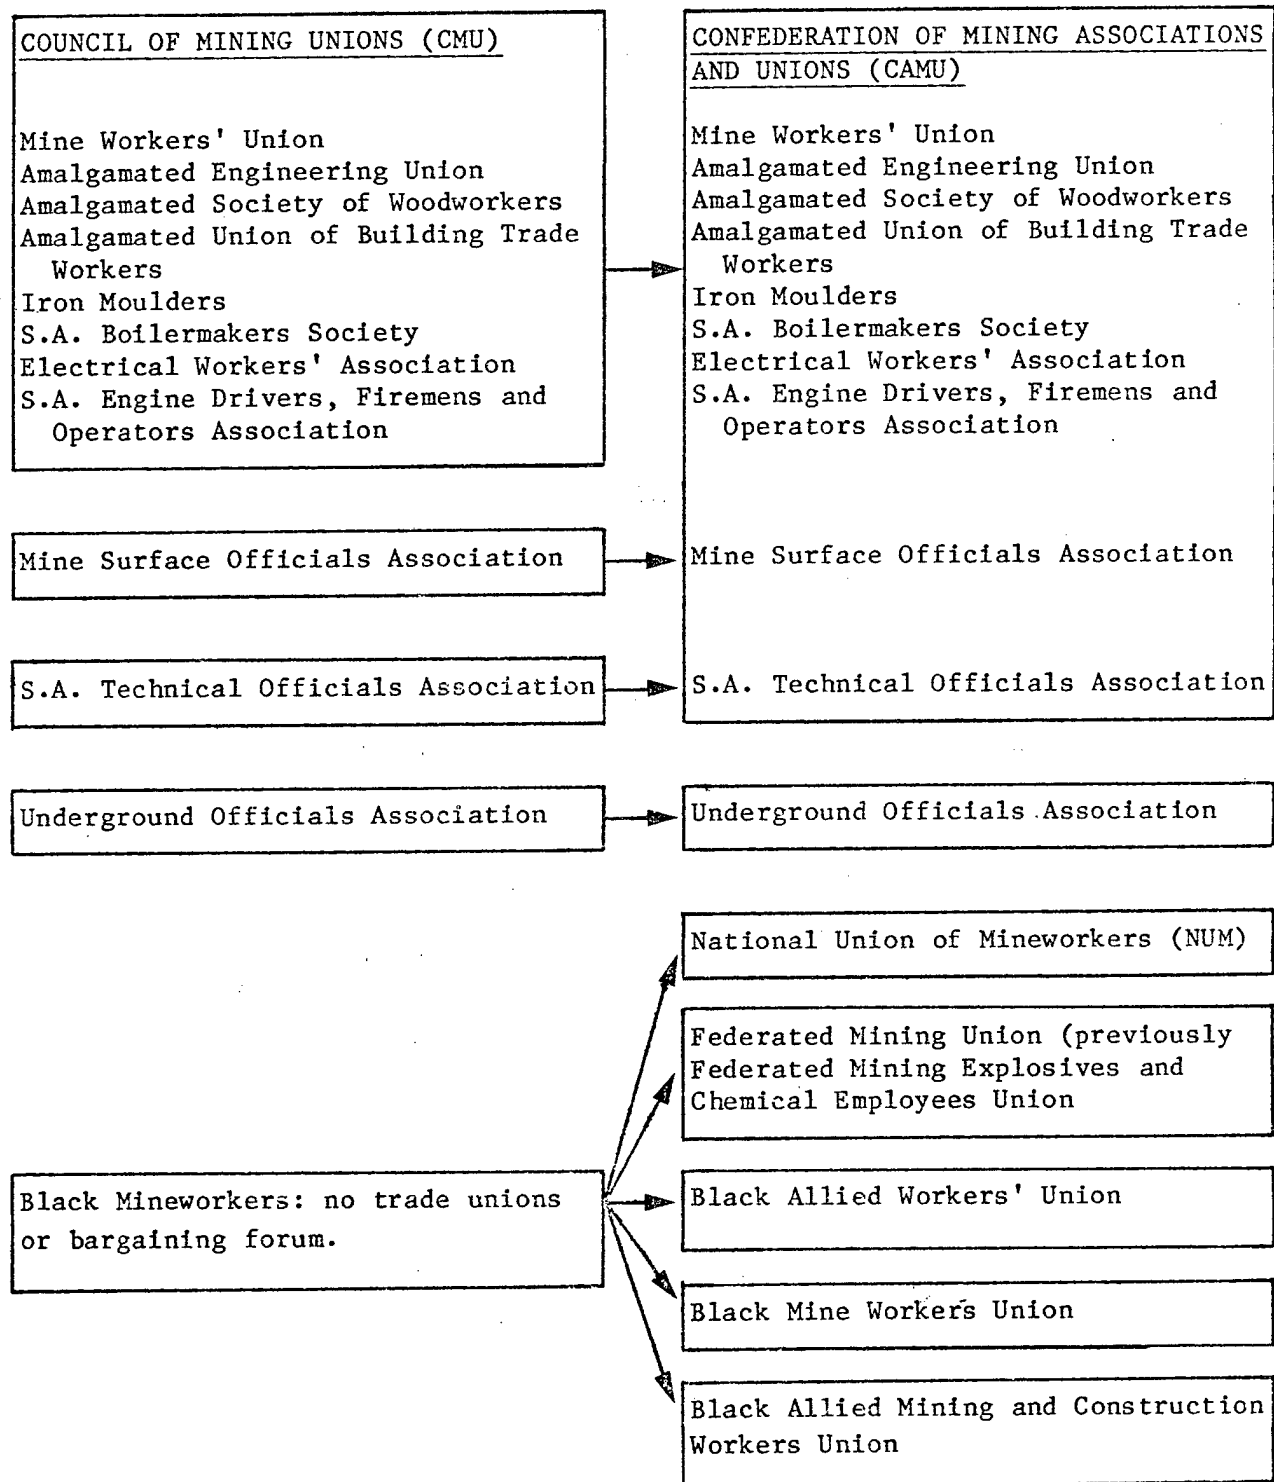 COUNCIL OF MINING UNIONS (CMU)
Mine Workers' Union
Amalgamated Engineering Union
Amalgamated Society of Woodworkers
Amalgamated Union of Building Trade
Workers
Iron Moulders
S.A. Boilermakers Society
Electrical Workers' Association
S.A. Engine Drivers, Firemens and
Operators Association
Mine Surface Officials Association
S.A. Technical Officials Association
Underground Officials Association
Black Mineworkers: no trade unions
or bargaining forum.
CONFEDERATION OF MINING ASSOCIATIONS
AND UNIONS (CAMU)
Mine Workers' Union
Amalgamated Engineering Union
Amalgamated Society of Woodworkers
Amalgamated Union of Building Trade
Workers
Iron Moulders
S.A. Boilermakers Society
Electrical Workers' Association
S.A. Engine Drivers, Firemens and
Operators Association
Mine Surface Officials Association
S.A. Technical Officials Association
Underground Officials Association
National Union of Mineworkers (NUM)
Federated Mining Union (previously
Federated Mining Explosives and
Chemical Employees Union
Black Allied Workers' Union
Black Mine Workers Union
Black Allied Mining and Construction
Workers Union